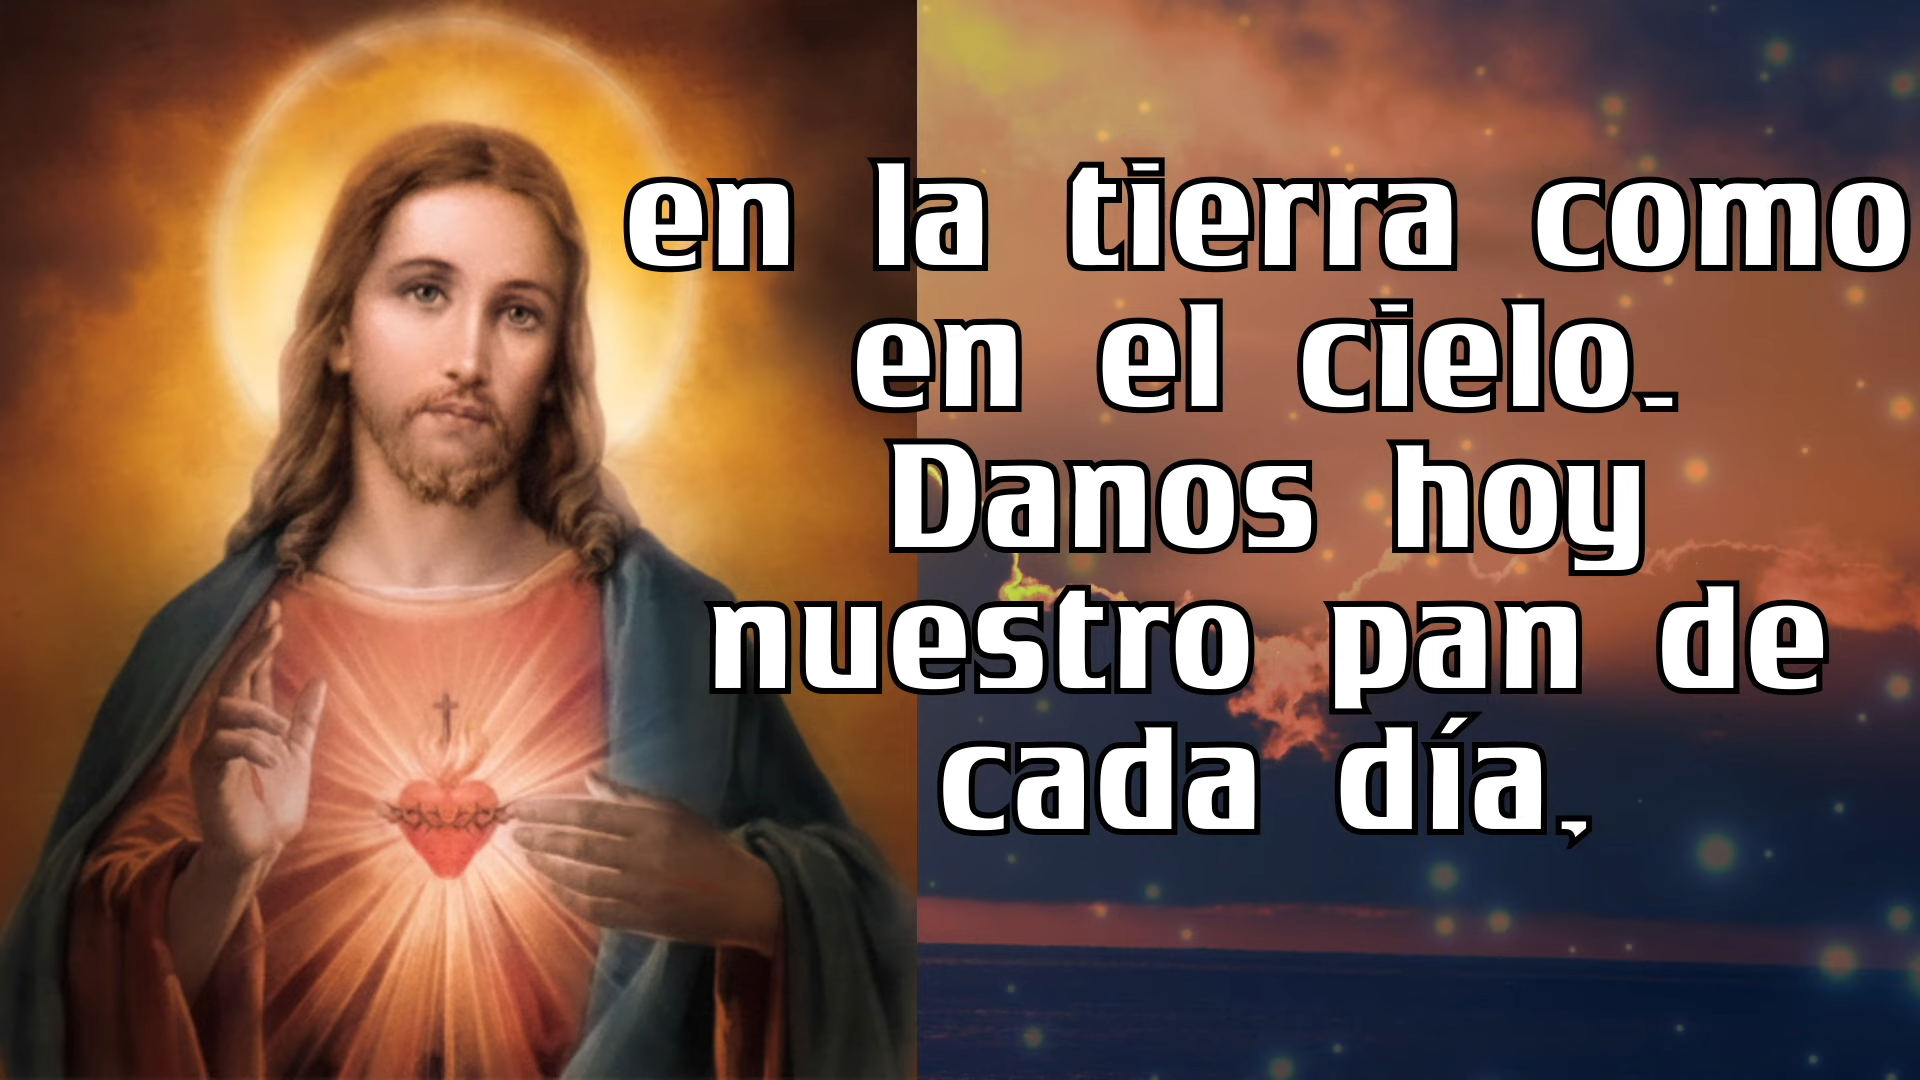 en la tierra como
en el cielo.
Danos hoy
nuestro pan de
cada día,